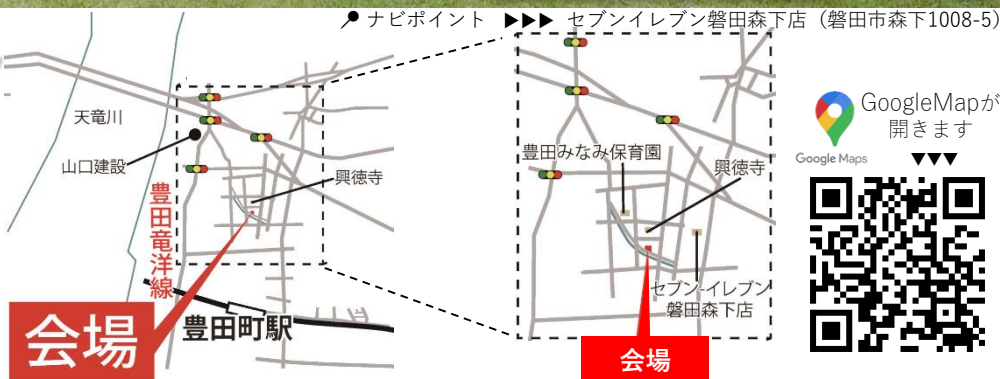 ナビポイント ▶▶▶ セブンイレブン磐田森下店（磐田市森下1008-5）
天竜川
山口建設
興徳寺
豊田竜洋線
会場
豊田町駅
豊田みなみ保育園
興徳寺
セブン-イレブン
磐田森下店
会場
GoogleMapが
開きます
Google Maps
▼▼▼